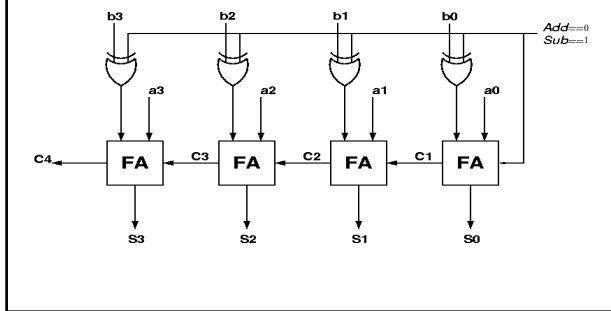 b3 b2 b1 b0
Add==0
Sub==1
a3 a2 a1 a0
C4 FA C3 FA C2 FA C1 FA
S3 S2 S1 S0